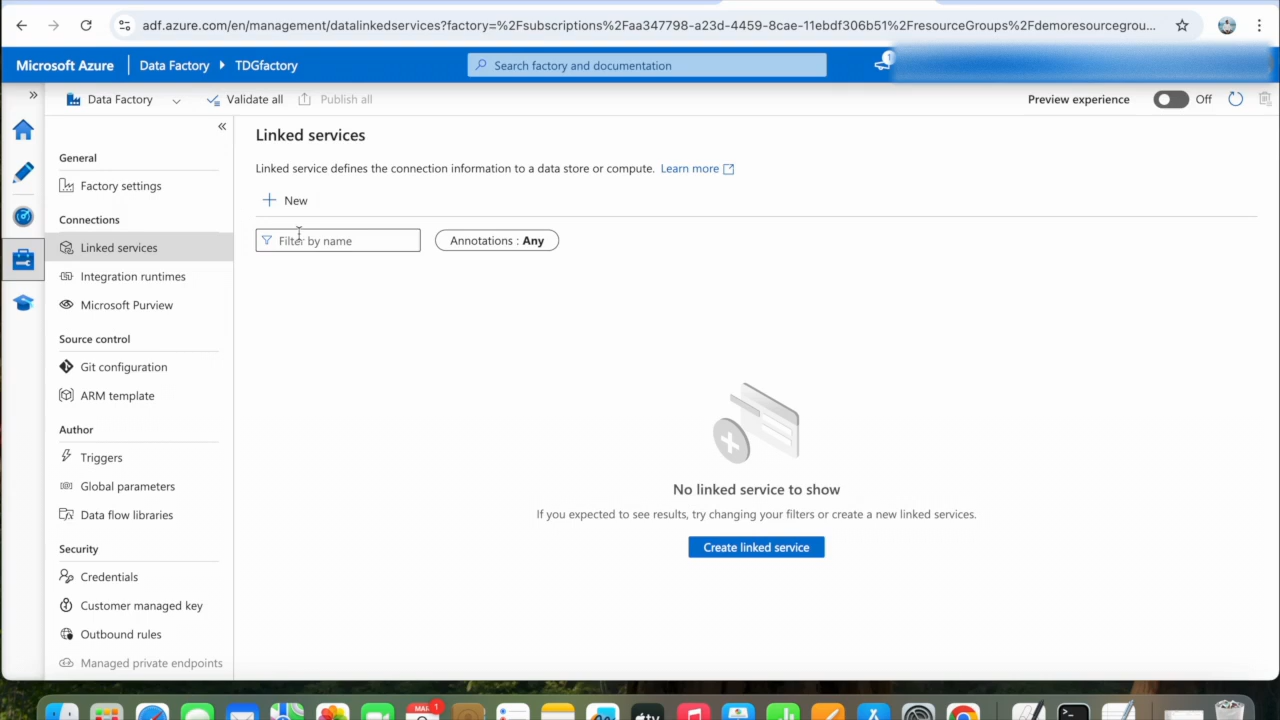 adf.azure.com/en/management/datalinkedservices?factory=%2Fsubscriptions%2Faa347798-a23d-4459-8cae-11ebdf306b51%2FresourceGroups%2Fdemoresourcegrou...
Microsoft Azure Data Factory TDGfactory Search factory and documentation 1
Data Factory Validate all Publish all Preview experience Off
General
Factory settings
Connections
Linked services
Integration runtimes
Microsoft Purview
Source control
Git configuration
ARM template
Author
Triggers
Global parameters
Data flow libraries
Security
Credentials
Customer managed key
Outbound rules
Managed private endpoints
Linked services
Linked service defines the connection information to a data store or compute. Learn more
New
Filter by name Annotations : Any
No linked service to show
If you expected to see results, try changing your filters or create a new linked services.
Create linked service
MAR 1
tv